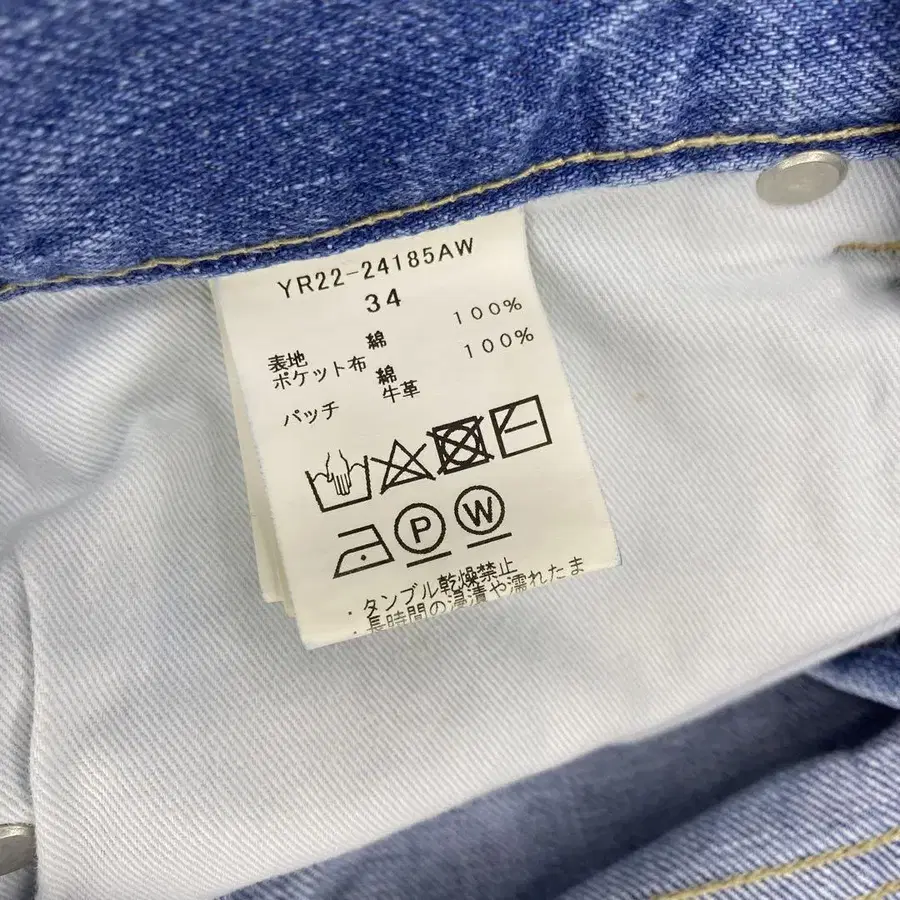 YR22-24185AW
34
表地 綿 100%
ポケット布 綿 100%
パッチ 牛革
P W
・タンブル乾燥禁止
・長時間の浸漬や濡れたま